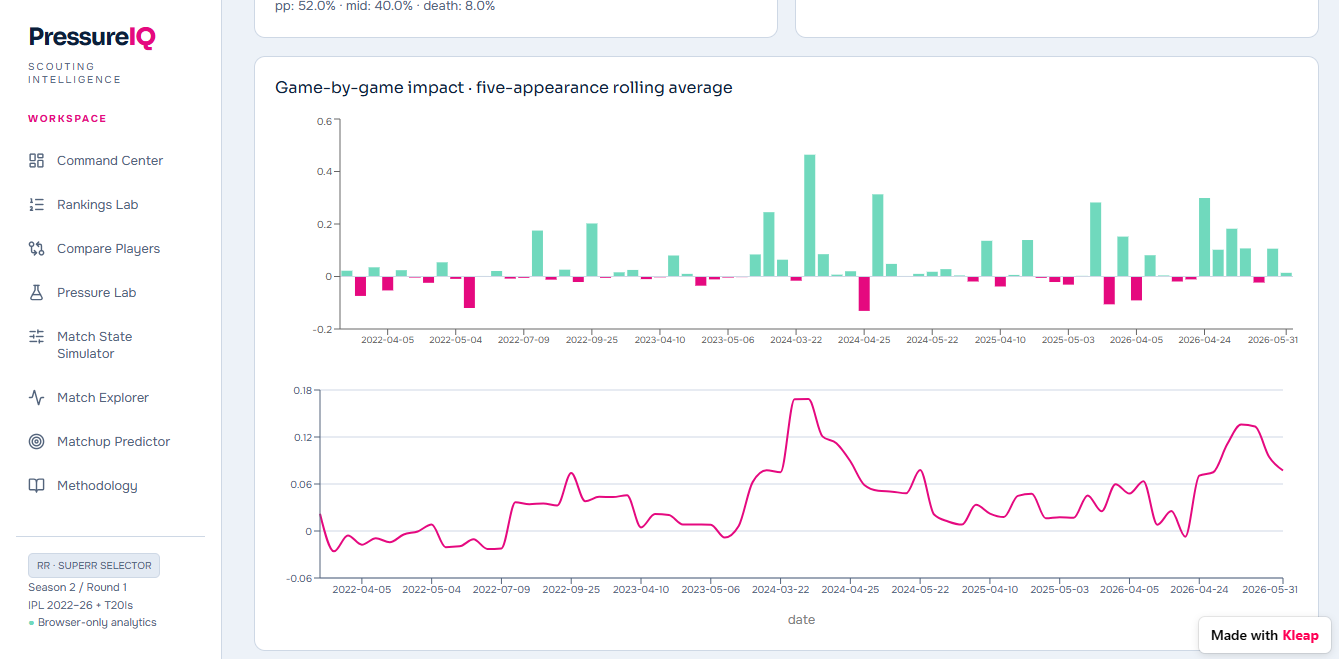 PressureIQ
SCOUTING
INTELLIGENCE
WORKSPACE
Command Center
Rankings Lab
Compare Players
Pressure Lab
Match State
Simulator
Match Explorer
Matchup Predictor
Methodology
RR · SUPERR SELECTOR
Season 2 / Round 1
IPL 2022–26 + T20Is
Browser-only analytics
pp: 52.0% · mid: 40.0% · death: 8.0%
Game-by-game impact · five-appearance rolling average
0.6
0.4
0.2
0
-0.2
2022-04-05 2022-05-04 2022-07-09 2022-09-25 2023-04-10 2023-05-06 2024-03-22 2024-04-25 2024-05-22 2025-04-10 2025-05-03 2026-04-05 2026-04-24 2026-05-31
0.18
0.12
0.06
0
-0.06
2022-04-05 2022-05-04 2022-07-09 2022-09-25 2023-04-10 2023-05-06 2024-03-22 2024-04-25 2024-05-22 2025-04-10 2025-05-03 2026-04-05 2026-04-24 2026-05-31
date
Made with Kleap